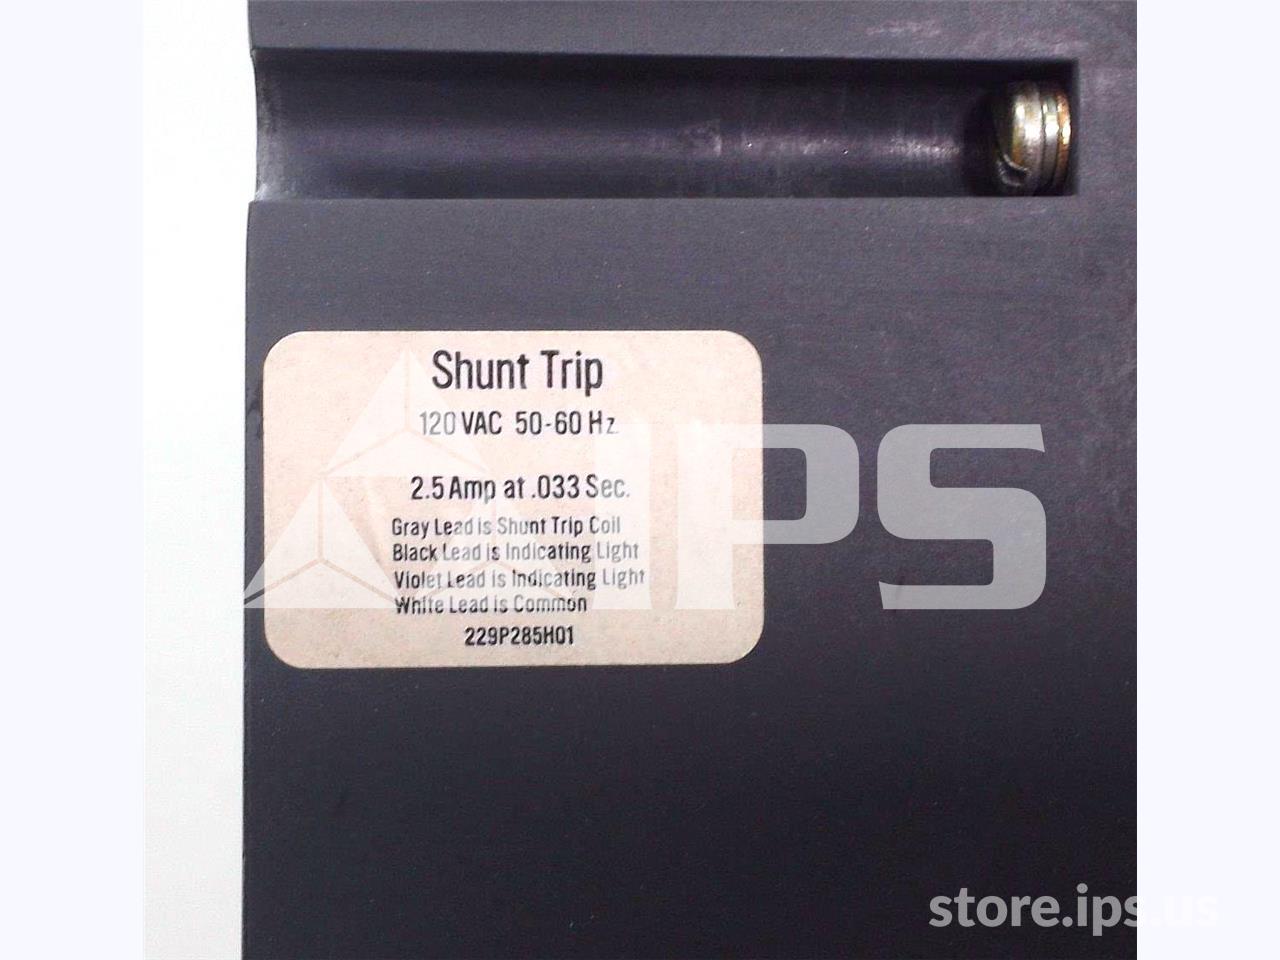 Shunt Trip
120 VAC 50-60 Hz.
2.5 Amp at .033 Sec.
Gray Lead is Shunt Trip Coil
Black Lead is Indicating Light
Violet Lead is Indicating Light
White Lead is Common
229P285H01
IPS
store.ips.us